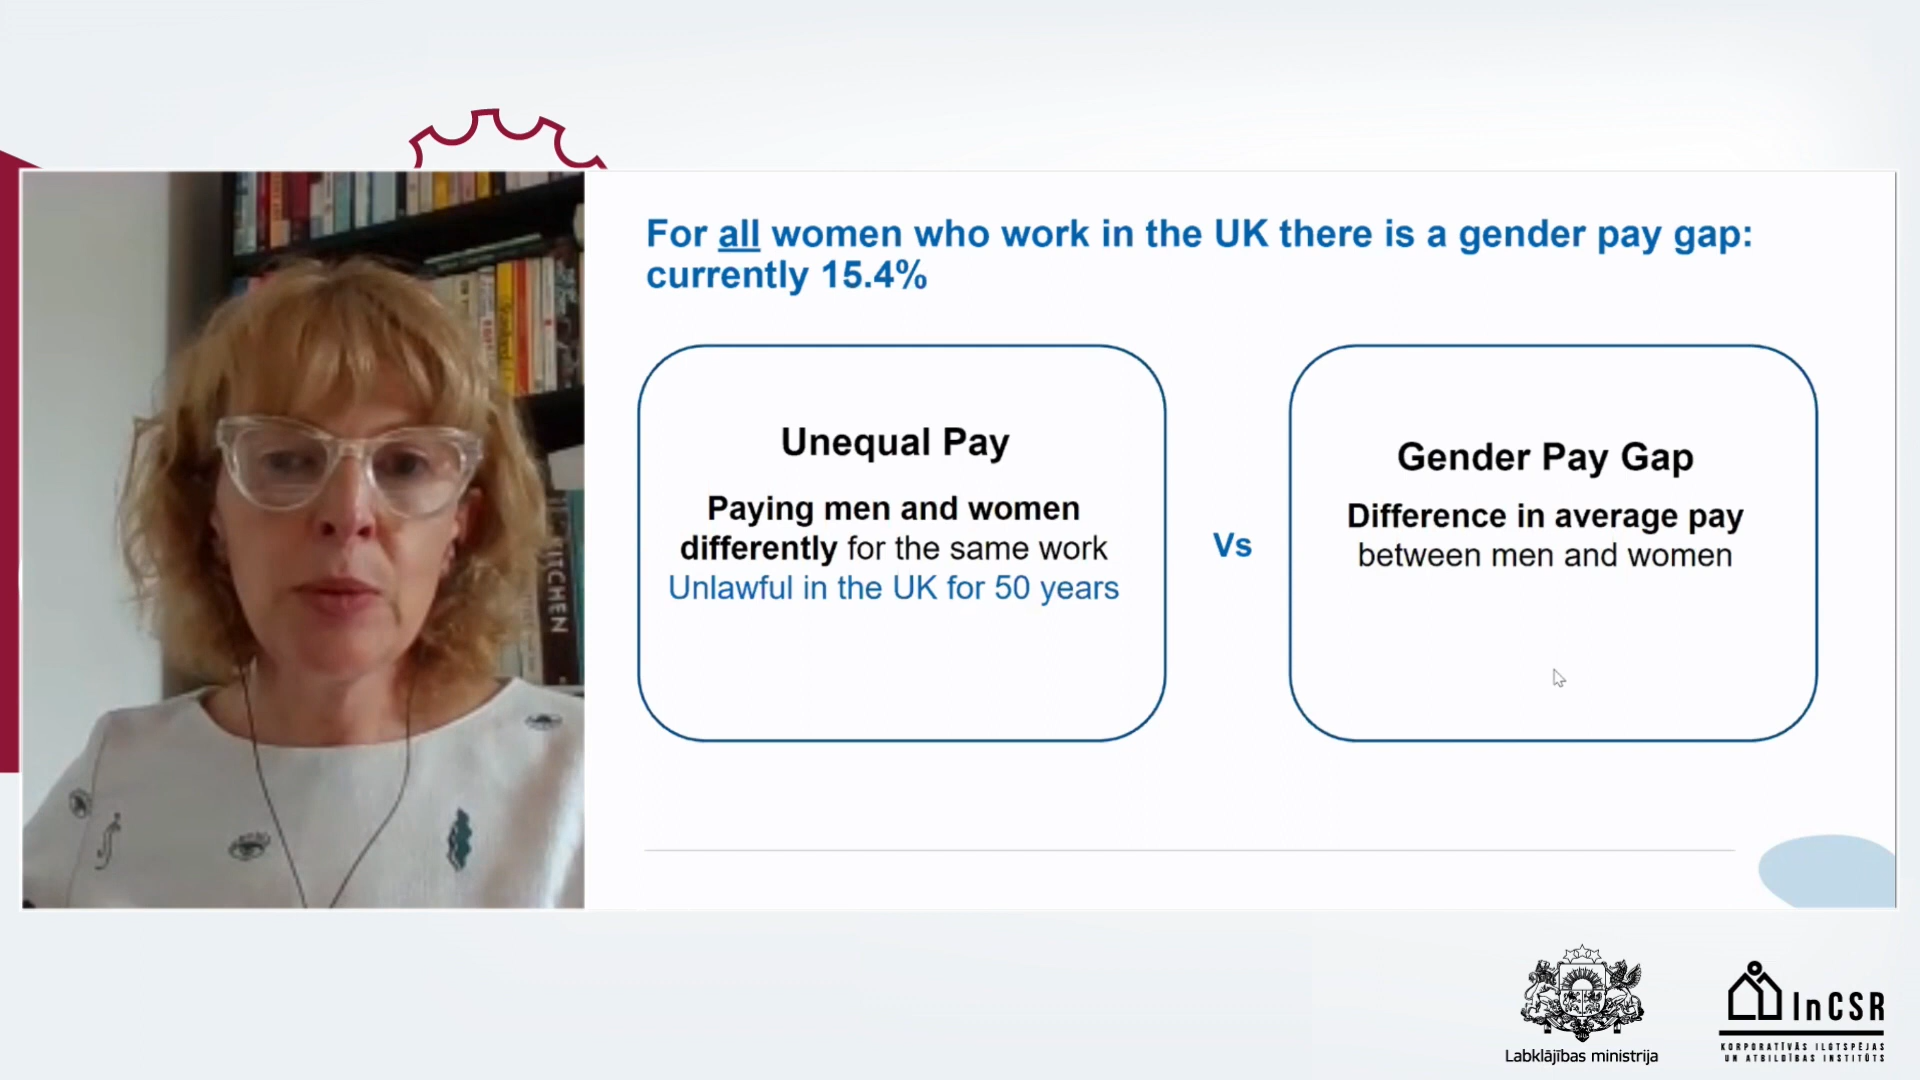 For all women who work in the UK there is a gender pay gap:
currently 15.4%
Unequal Pay
Paying men and women
differently for the same work
Unlawful in the UK for 50 years
Vs
Gender Pay Gap
Difference in average pay
between men and women
KITCHEN
Labklājības ministrija
InCSR
KORPORATĪVĀS ILGTSPĒJAS
UN ATBILDĪBAS INSTITŪTS